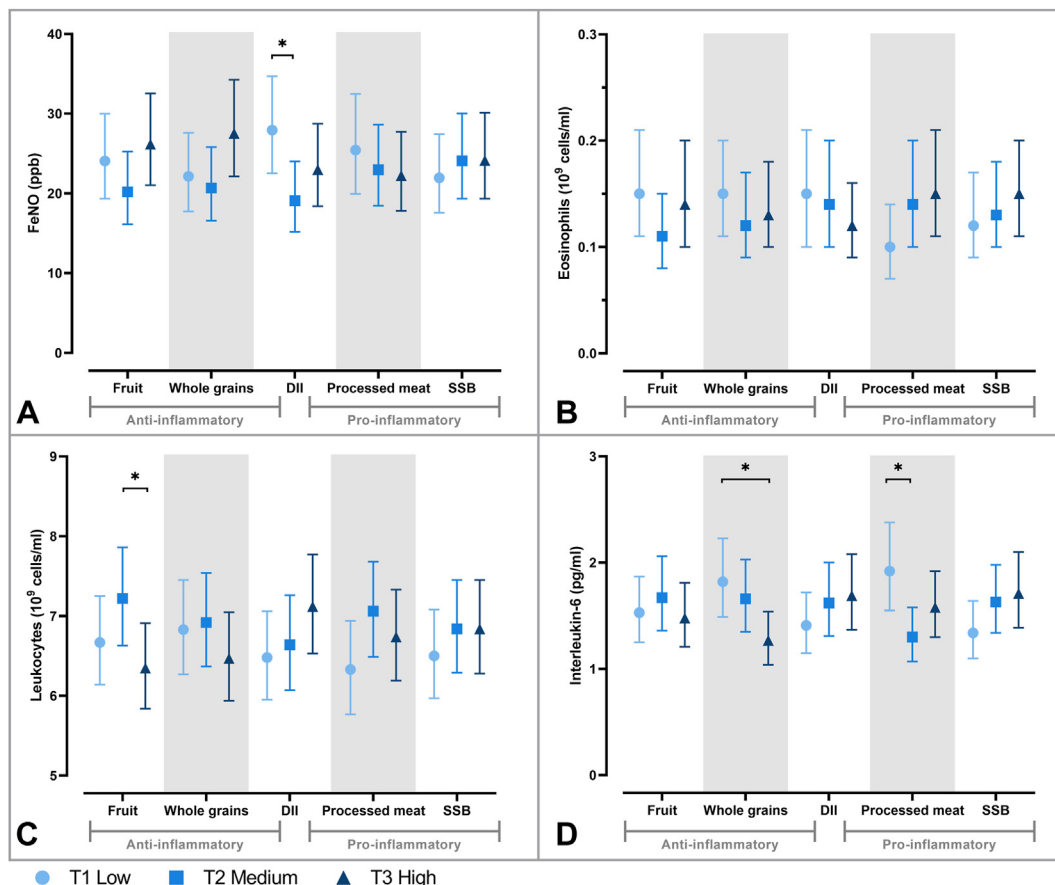 40
30
20
10
0
FeNO (ppb)
*
Fruit Whole grains DII Processed meat SSB
Anti-inflammatory Pro-inflammatory
A
0.3
0.2
0.1
0.0
Eosinophils (10⁹ cells/ml)
Fruit Whole grains DII Processed meat SSB
Anti-inflammatory Pro-inflammatory
B
9
8
7
6
5
Leukocytes (10⁹ cells/ml)
*
Fruit Whole grains DII Processed meat SSB
Anti-inflammatory Pro-inflammatory
C
3
2
1
0
Interleukin-6 (pg/ml)
* *
Fruit Whole grains DII Processed meat SSB
Anti-inflammatory Pro-inflammatory
D
T1 Low T2 Medium T3 High